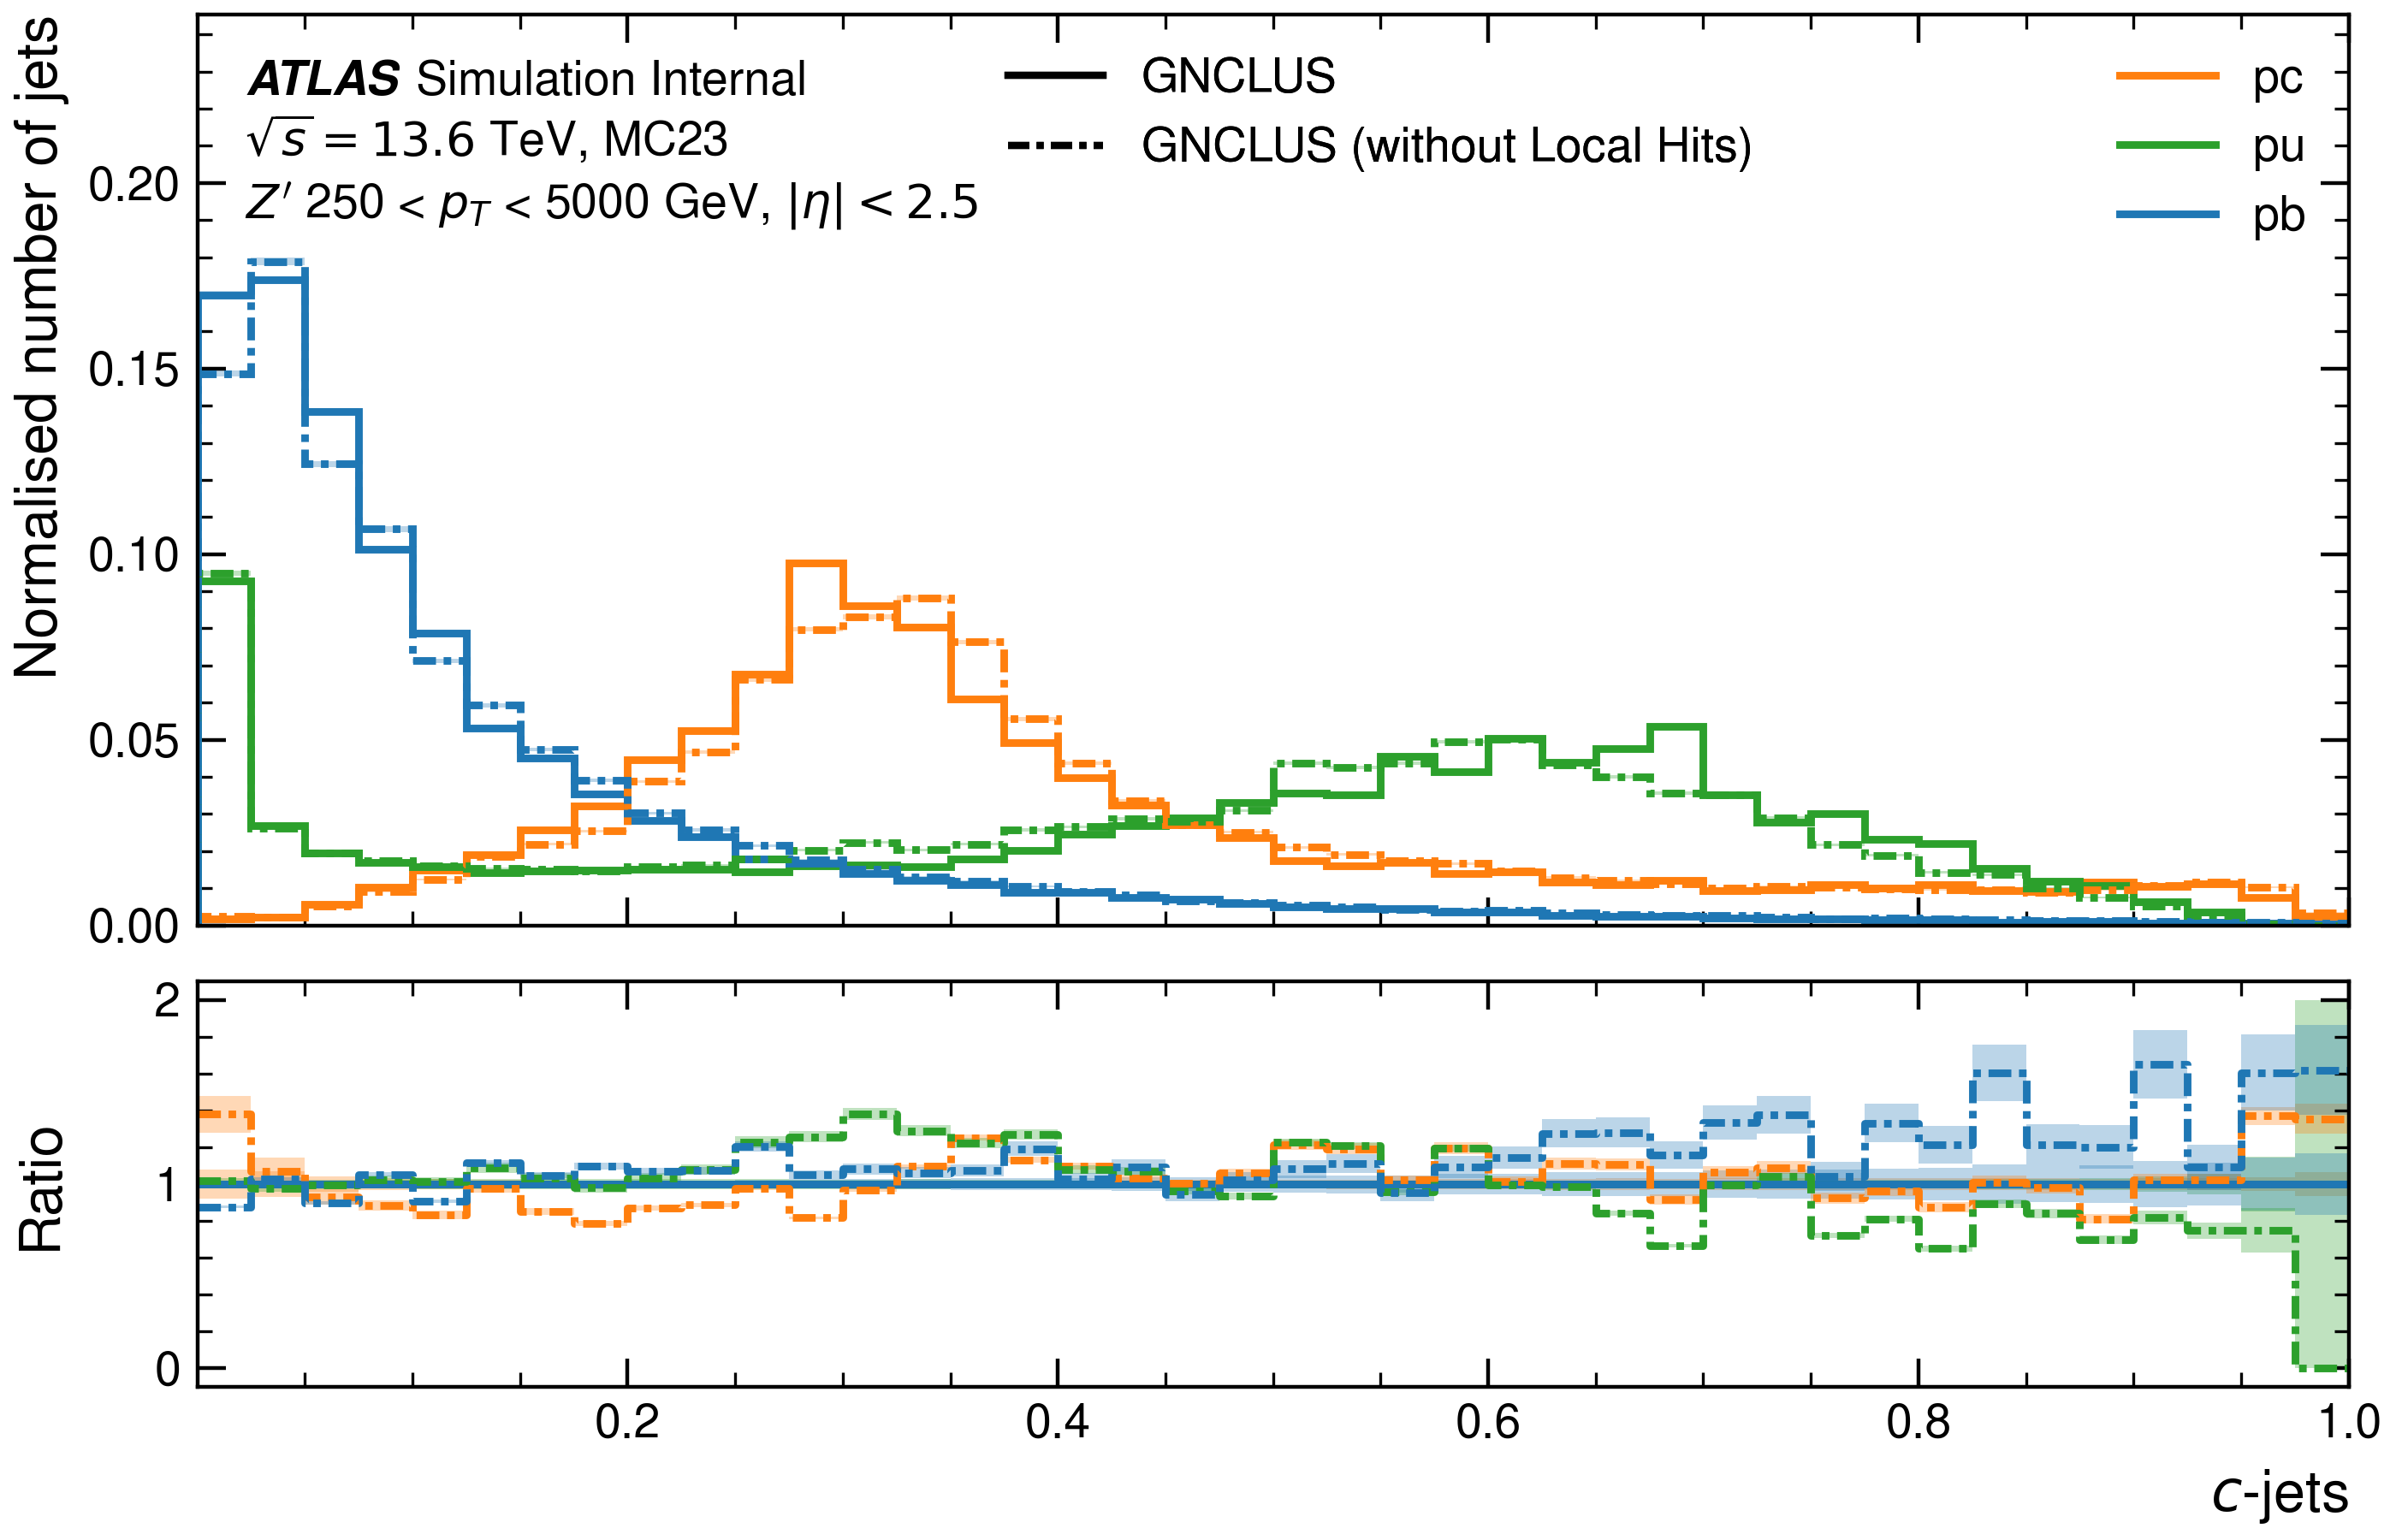 Normalised number of jets
ATLAS Simulation Internal
√s = 13.6 TeV, MC23
Z′ 250 < p_T < 5000 GeV, |η| < 2.5
GNCLUS
GNCLUS (without Local Hits)
pc
pu
pb
0.20
0.15
0.10
0.05
0.00
Ratio
2
1
0
0.2 0.4 0.6 0.8 1.0
c-jets